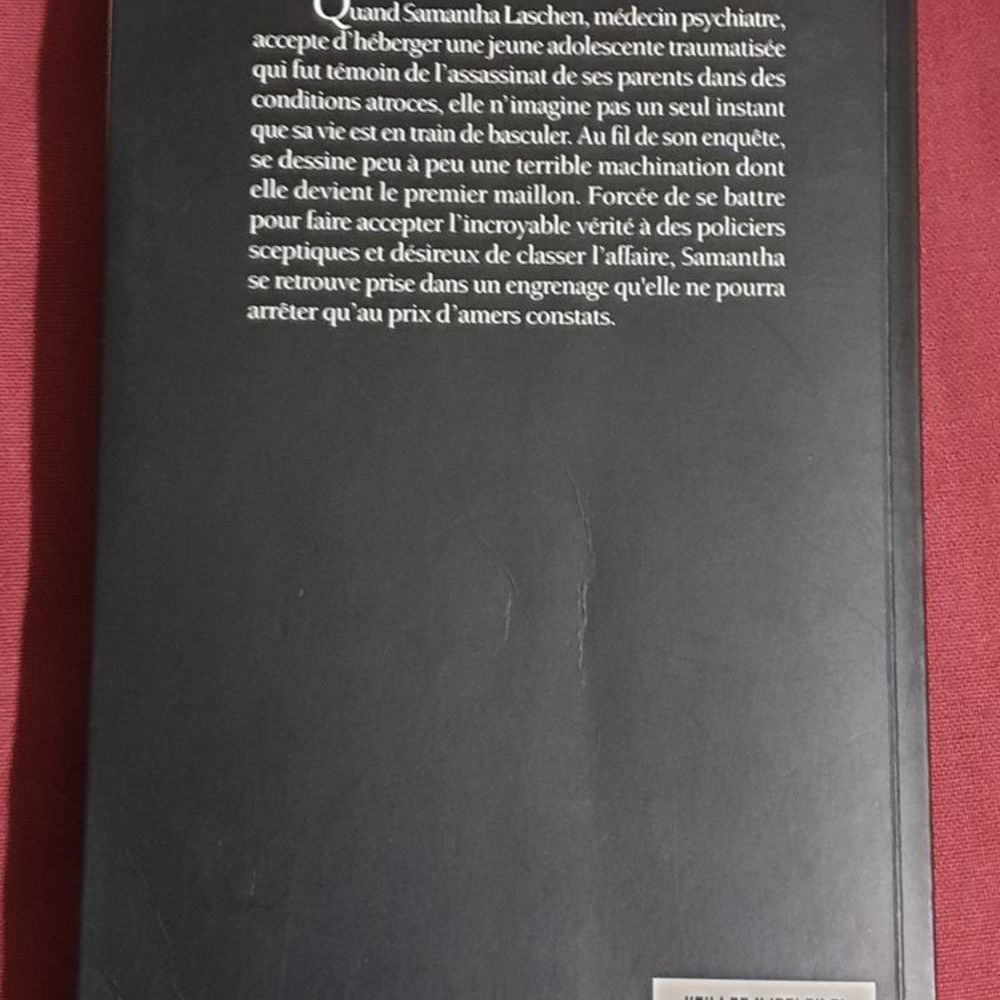 Quand Samantha Laschen, médecin psychiatre,
accepte d'héberger une jeune adolescente traumatisée
qui fut témoin de l'assassinat de ses parents dans des
conditions atroces, elle n'imagine pas un seul instant
que sa vie est en train de basculer. Au fil de son enquête,
se dessine peu à peu une terrible machination dont
elle devient le premier maillon. Forcée de se battre
pour faire accepter l'incroyable vérité à des policiers
sceptiques et désireux de classer l'affaire, Samantha
se retrouve prise dans un engrenage qu'elle ne pourra
arrêter qu'au prix d'amers constats.